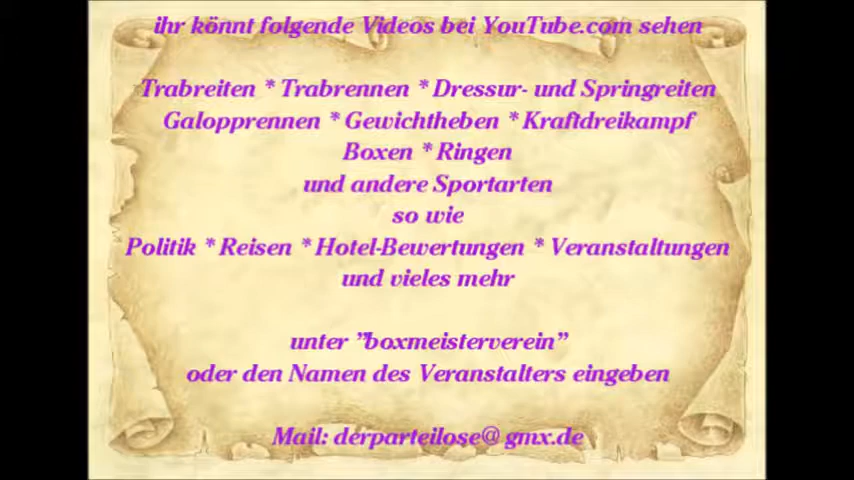 ihr könnt folgende Videos bei YouTube.com sehen
Trabreiten * Trabrennen * Dressur- und Springreiten
Galopprennen * Gewichtheben * Kraftdreikampf
Boxen * Ringen
und andere Sportarten
so wie
Politik * Reisen * Hotel-Bewertungen * Veranstaltungen
und vieles mehr
unter "boxmeisterverein"
oder den Namen des Veranstalters eingeben
Mail: derparteilose@gmx.de